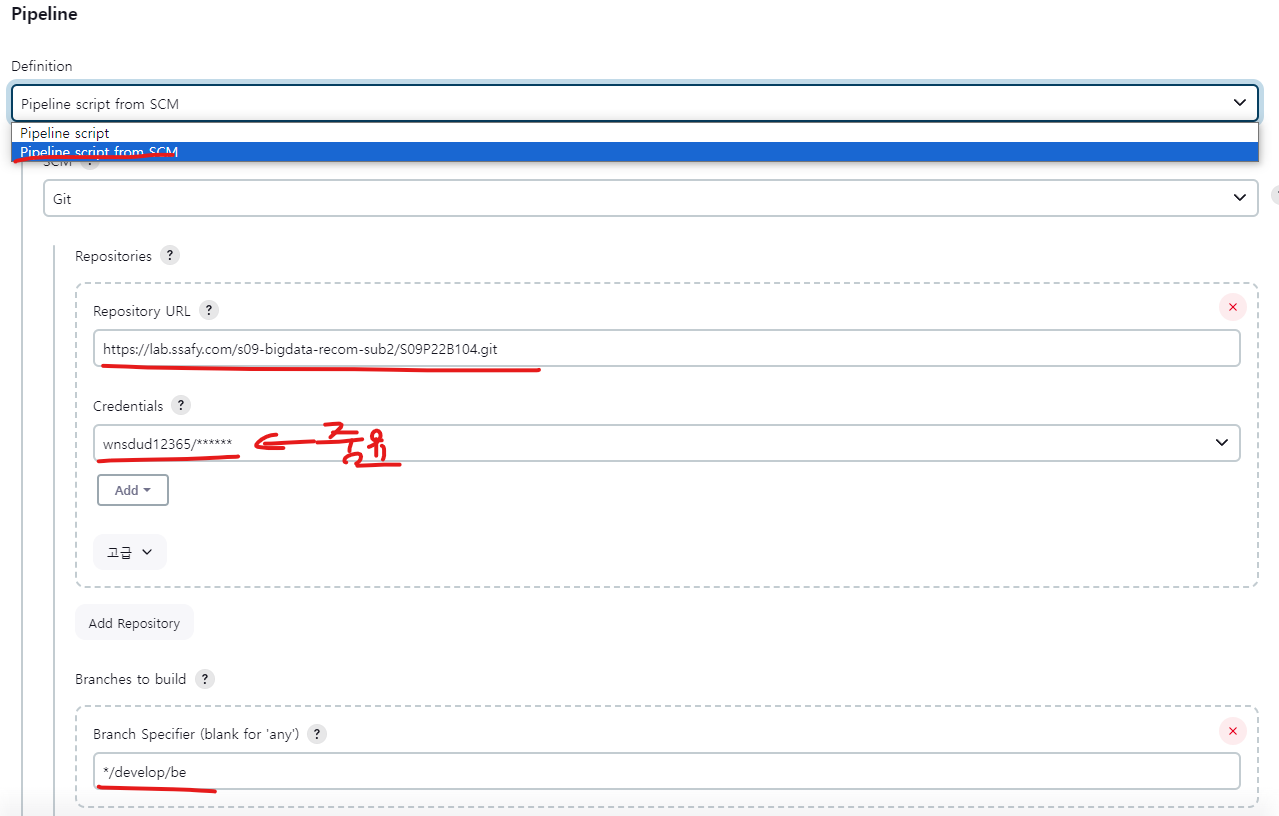 Pipeline
Definition
Pipeline script from SCM
Pipeline script
Pipeline script from SCM
SCM ?
Git
Repositories ?
Repository URL ?
https://lab.ssafy.com/s09-bigdata-recom-sub2/S09P22B104.git
Credentials ?
wnsdud12365/******
Add
고급
Add Repository
Branches to build ?
Branch Specifier (blank for 'any') ?
*/develop/be